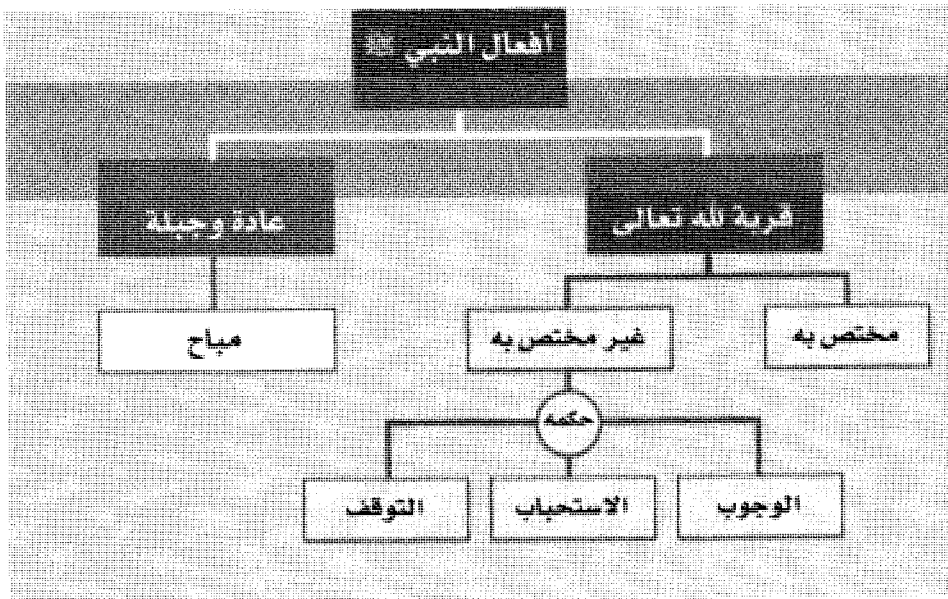 أفعال النبي ﷺ
قربة لله تعالى
عادة وجبلة
مختص به
غير مختص به
مباح
حكمه
الوجوب
الاستحباب
التوقف